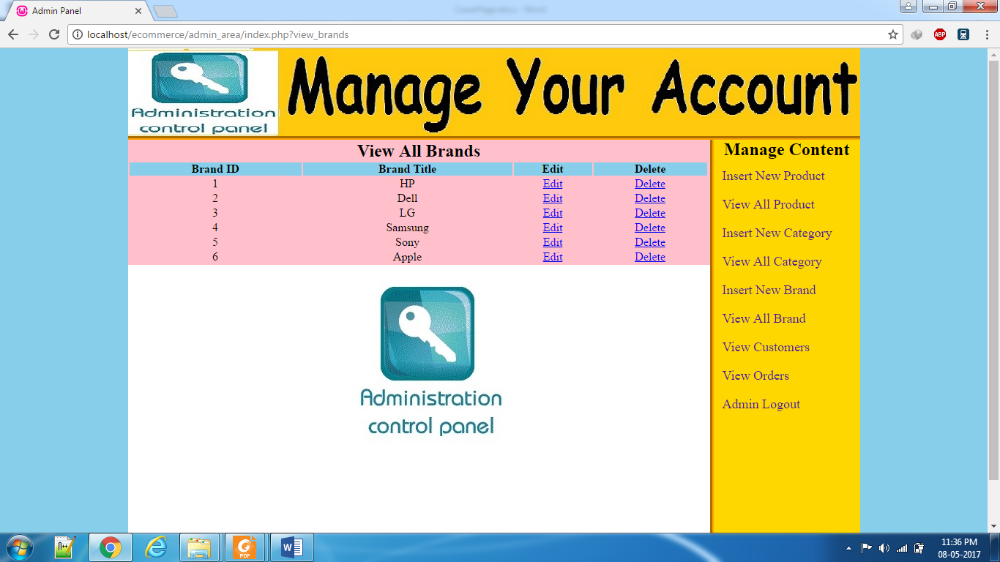 Admin Panel
localhost/ecommerce/admin_area/index.php?view_brands
ABP
Administration
control panel
Manage Your Account
View All Brands
Brand ID Brand Title Edit Delete
1 HP Edit Delete
2 Dell Edit Delete
3 LG Edit Delete
4 Samsung Edit Delete
5 Sony Edit Delete
6 Apple Edit Delete
Administration
control panel
Manage Content
Insert New Product
View All Product
Insert New Category
View All Category
Insert New Brand
View All Brand
View Customers
View Orders
Admin Logout
PDF
11:36 PM
08-05-2017